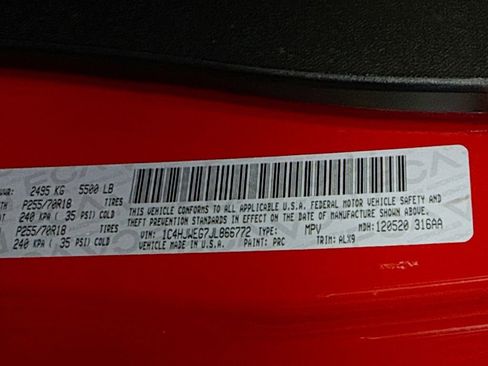 2495 KG 5500 LB
P255/70R18 TIRES
240 KPA ( 35 PSI) COLD
P255/70R18 TIRES
240 KPA ( 35 PSI) COLD
THIS VEHICLE CONFORMS TO ALL APPLICABLE U.S.A. FEDERAL MOTOR VEHICLE SAFETY AND
THEFT PREVENTION STANDARDS IN EFFECT ON THE DATE OF MANUFACTURE SHOWN ABOVE.
VIN: 1C4HJWEG7JL866772 TYPE: MPV MDH: 120520 316AA
MADE IN U.S.A. PAINT: PRC TRIM: ALX9